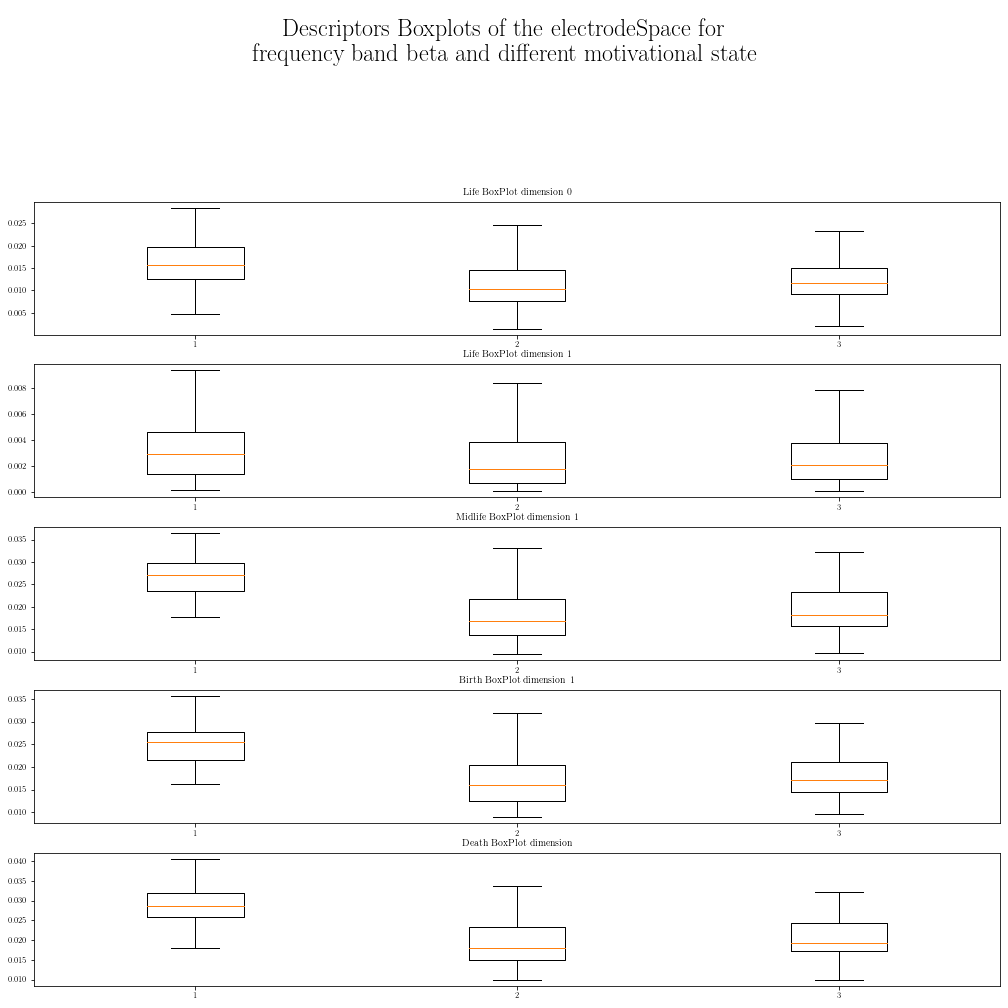 Descriptors Boxplots of the electrodeSpace for
frequency band beta and different motivational state
Life BoxPlot dimension 0
0.025
0.020
0.015
0.010
0.005
1 2 3
Life BoxPlot dimension 1
0.008
0.006
0.004
0.002
0.000
1 2 3
Midlife BoxPlot dimension 1
0.035
0.030
0.025
0.020
0.015
0.010
1 2 3
Birth BoxPlot dimension 1
0.035
0.030
0.025
0.020
0.015
0.010
1 2 3
Death BoxPlot dimension
0.040
0.035
0.030
0.025
0.020
0.015
0.010
1 2 3